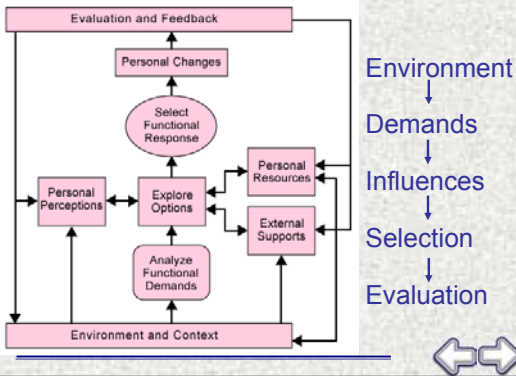 Evaluation and Feedback
Personal Changes
Select
Functional
Response
Personal
Perceptions
Explore
Options
Personal
Resources
External
Supports
Analyze
Functional
Demands
Environment and Context
Environment
Demands
Influences
Selection
Evaluation